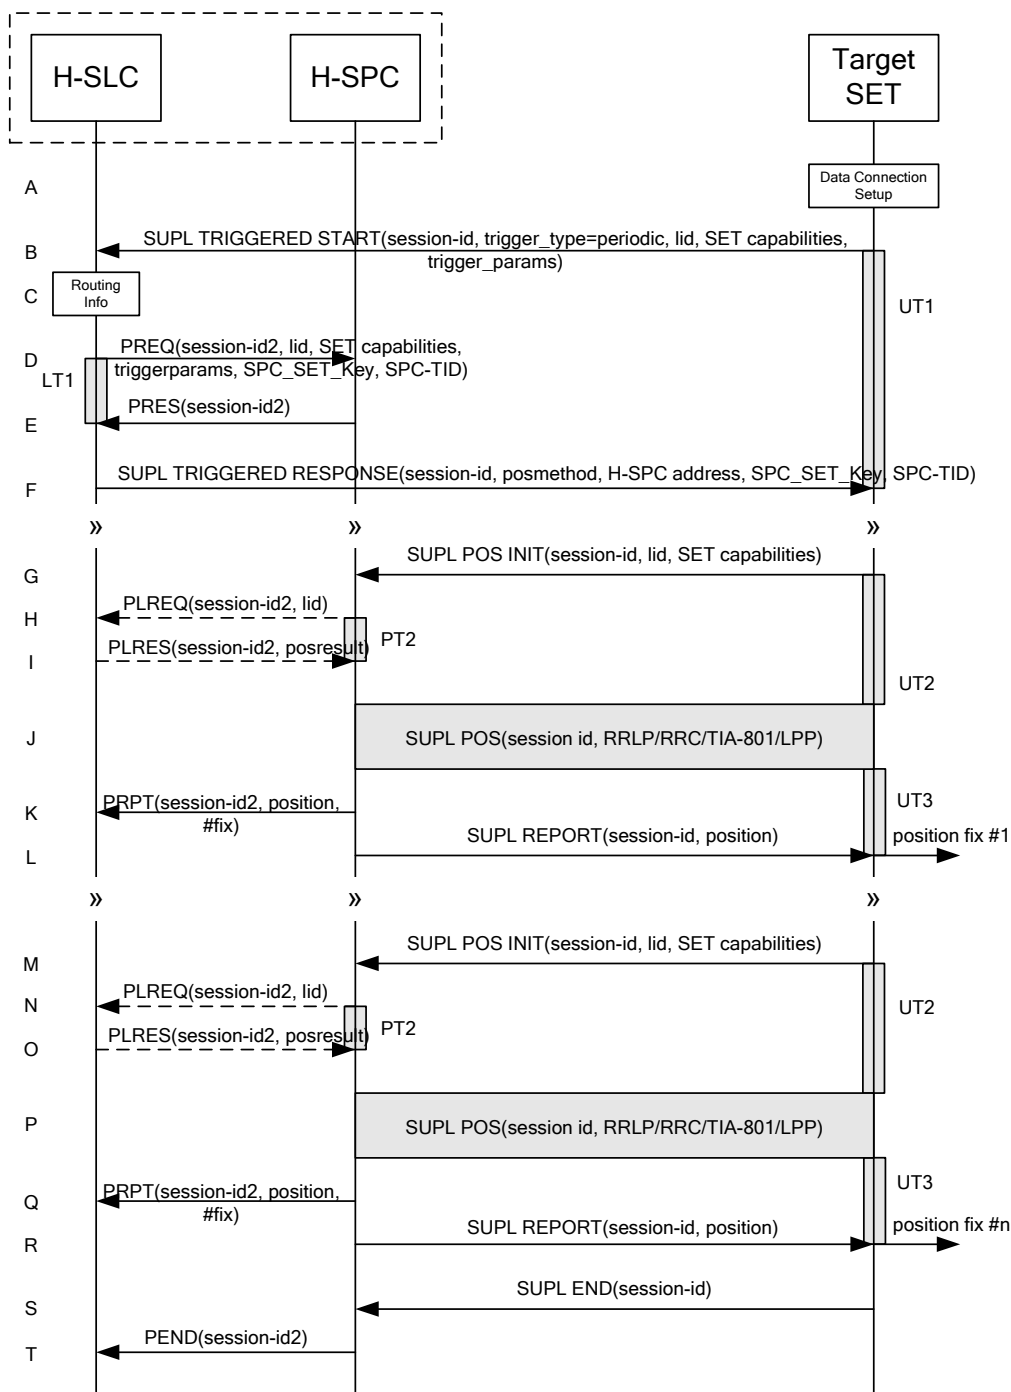 H-SLC
H-SPC
Target
SET
A
Data Connection
Setup
B
SUPL TRIGGERED START(session-id, trigger_type=periodic, lid, SET capabilities,
trigger_params)
C
Routing
Info
UT1
D
PREQ(session-id2, lid, SET capabilities,
triggerparams, SPC_SET_Key, SPC-TID)
LT1
E
PRES(session-id2)
F
SUPL TRIGGERED RESPONSE(session-id, posmethod, H-SPC address, SPC_SET_Key, SPC-TID)
» » »
G
SUPL POS INIT(session-id, lid, SET capabilities)
H
PLREQ(session-id2, lid)
PT2
I
PLRES(session-id2, posresult)
UT2
J
SUPL POS(session id, RRLP/RRC/TIA-801/LPP)
K
PRPT(session-id2, position,
#fix)
UT3
L
SUPL REPORT(session-id, position)
position fix #1
» » »
M
SUPL POS INIT(session-id, lid, SET capabilities)
N
PLREQ(session-id2, lid)
PT2
UT2
O
PLRES(session-id2, posresult)
P
SUPL POS(session id, RRLP/RRC/TIA-801/LPP)
Q
PRPT(session-id2, position,
#fix)
UT3
R
SUPL REPORT(session-id, position)
position fix #n
S
SUPL END(session-id)
T
PEND(session-id2)